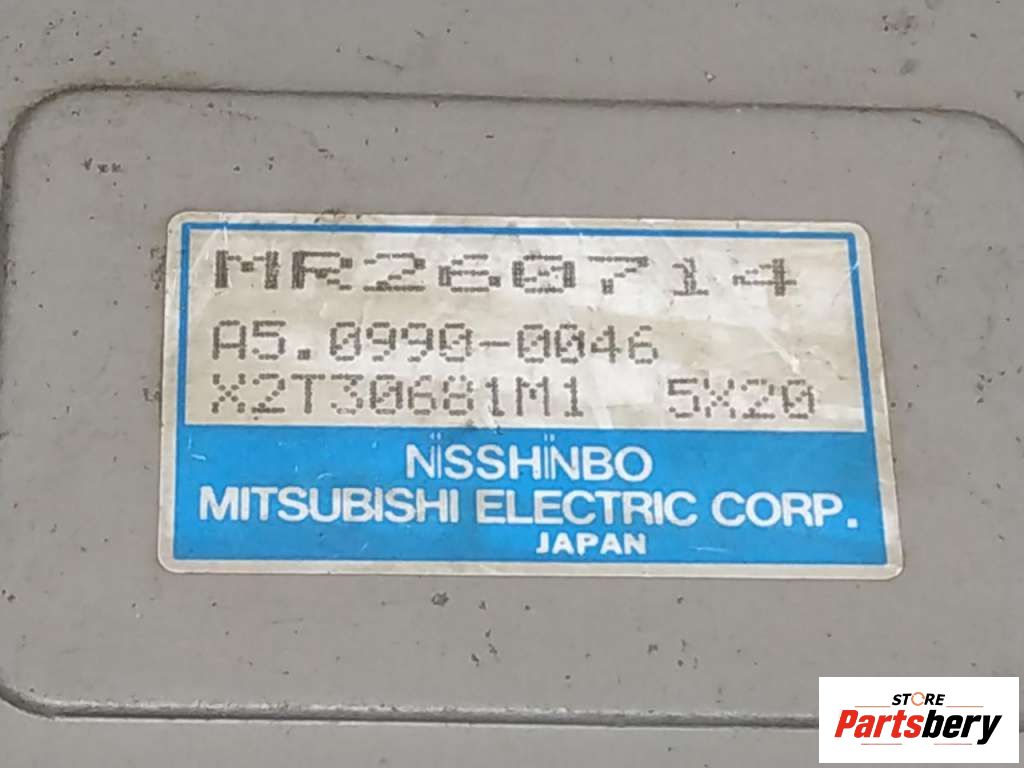 MR260714
A5.0990-0046
X2T30681M1 5X20
NiSSHiNBO
MITSUBISHI ELECTRIC CORP.
JAPAN
STORE
Partsbery